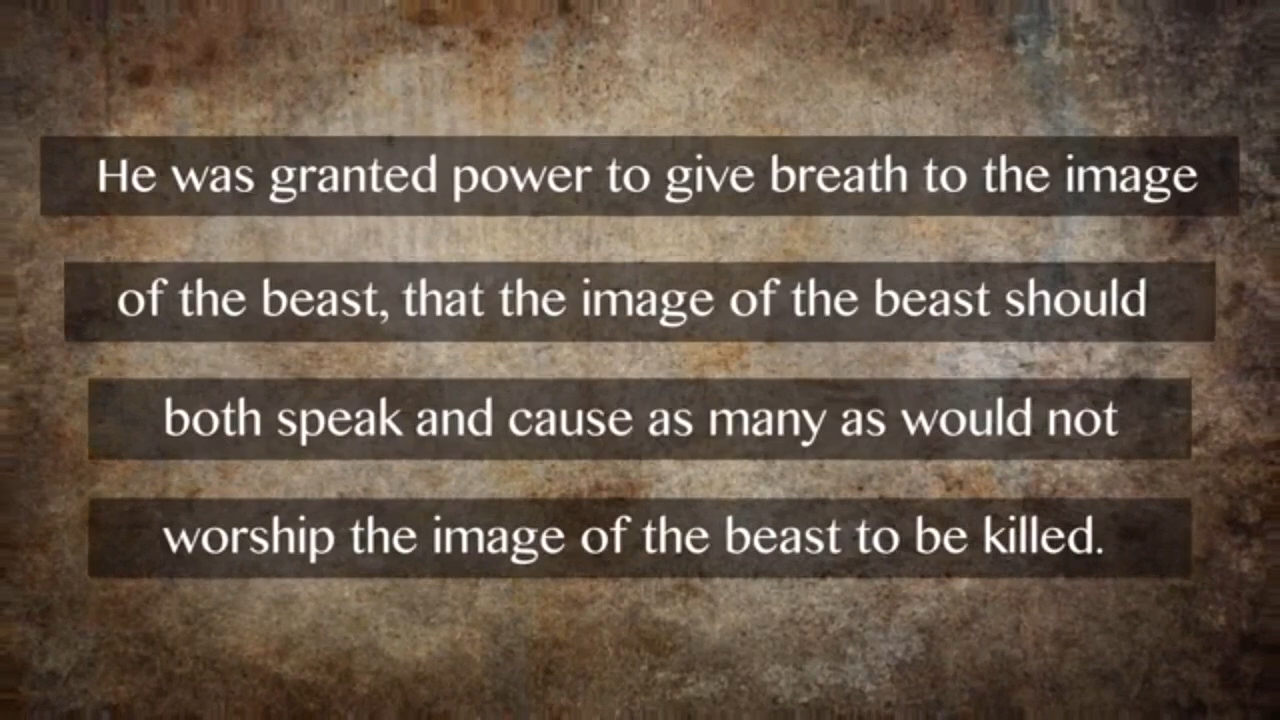 He was granted power to give breath to the image
of the beast, that the image of the beast should
both speak and cause as many as would not
worship the image of the beast to be killed.